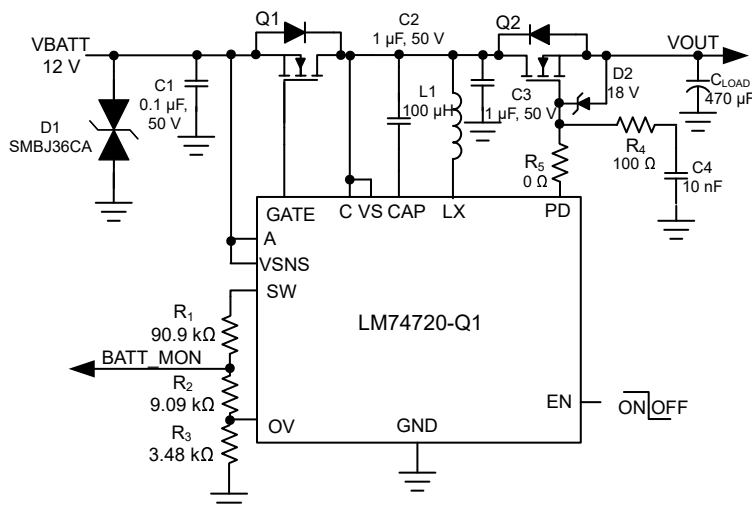 Q1
C2
1 µF, 50 V
Q2
VBATT
12 V
VOUT
C1
0.1 µF,
50 V
L1
100 µH
C3
1 µF, 50 V
D2
18 V
CLOAD
470 µF
D1
SMBJ36CA
R5
0 Ω
R4
100 Ω
C4
10 nF
GATE
C VS CAP
LX
PD
A
VSNS
SW
R1
90.9 kΩ
LM74720-Q1
BATT_MON
R2
9.09 kΩ
EN
ON OFF
OV
GND
R3
3.48 kΩ